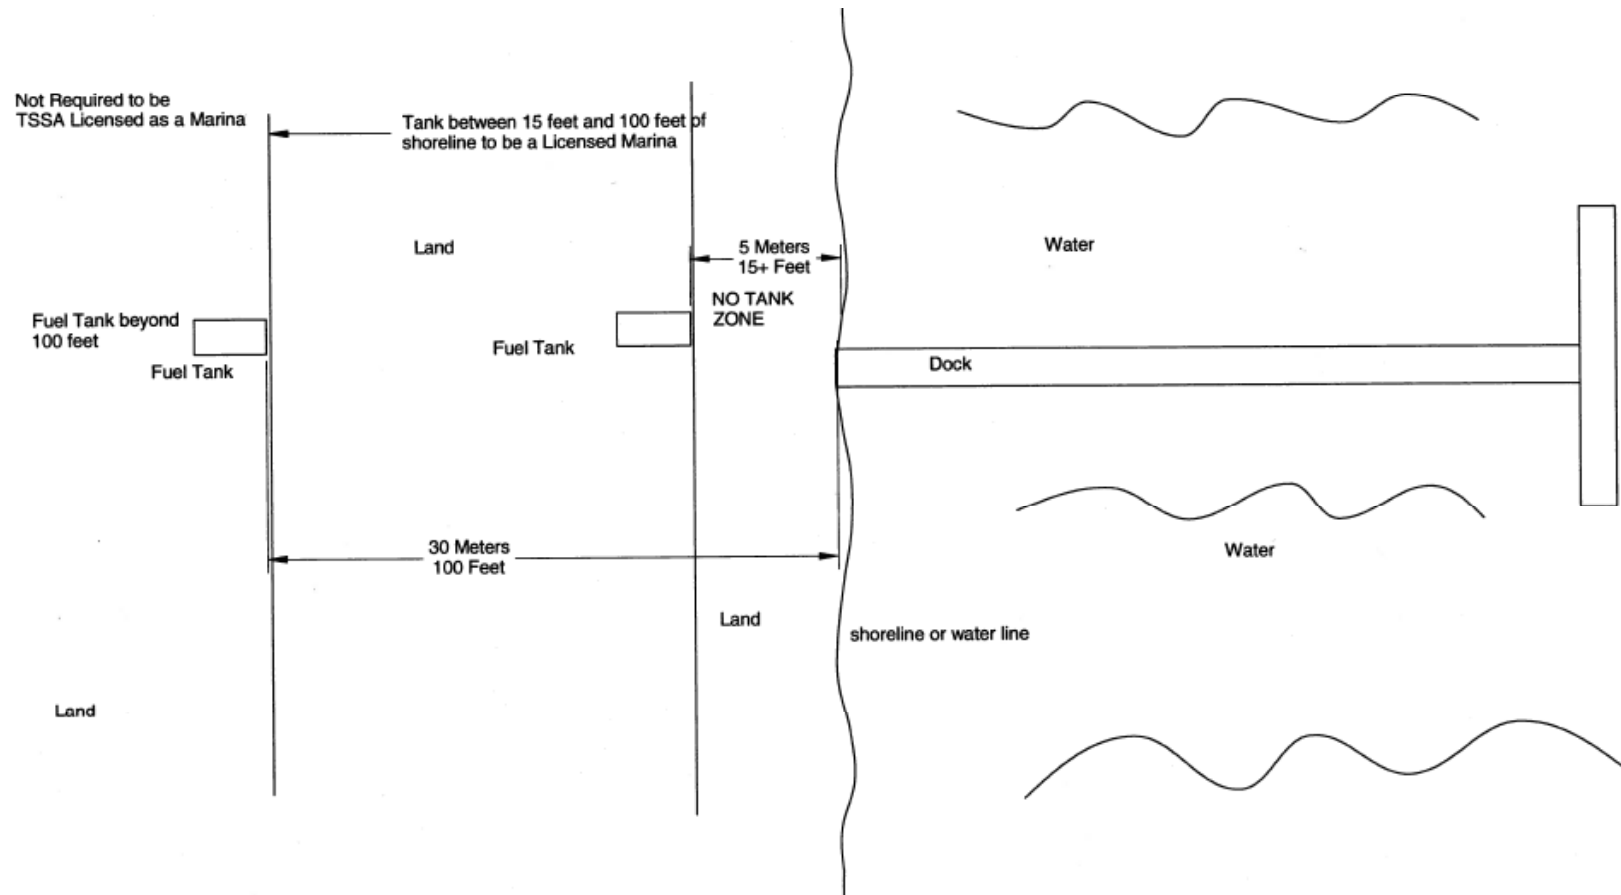 Not Required to be
TSSA Licensed as a Marina
Tank between 15 feet and 100 feet of
shoreline to be a Licensed Marina
Land
5 Meters
15+ Feet
Water
NO TANK
ZONE
Fuel Tank beyond
100 feet
Fuel Tank
Fuel Tank
Dock
30 Meters
100 Feet
Water
Land
shoreline or water line
Land